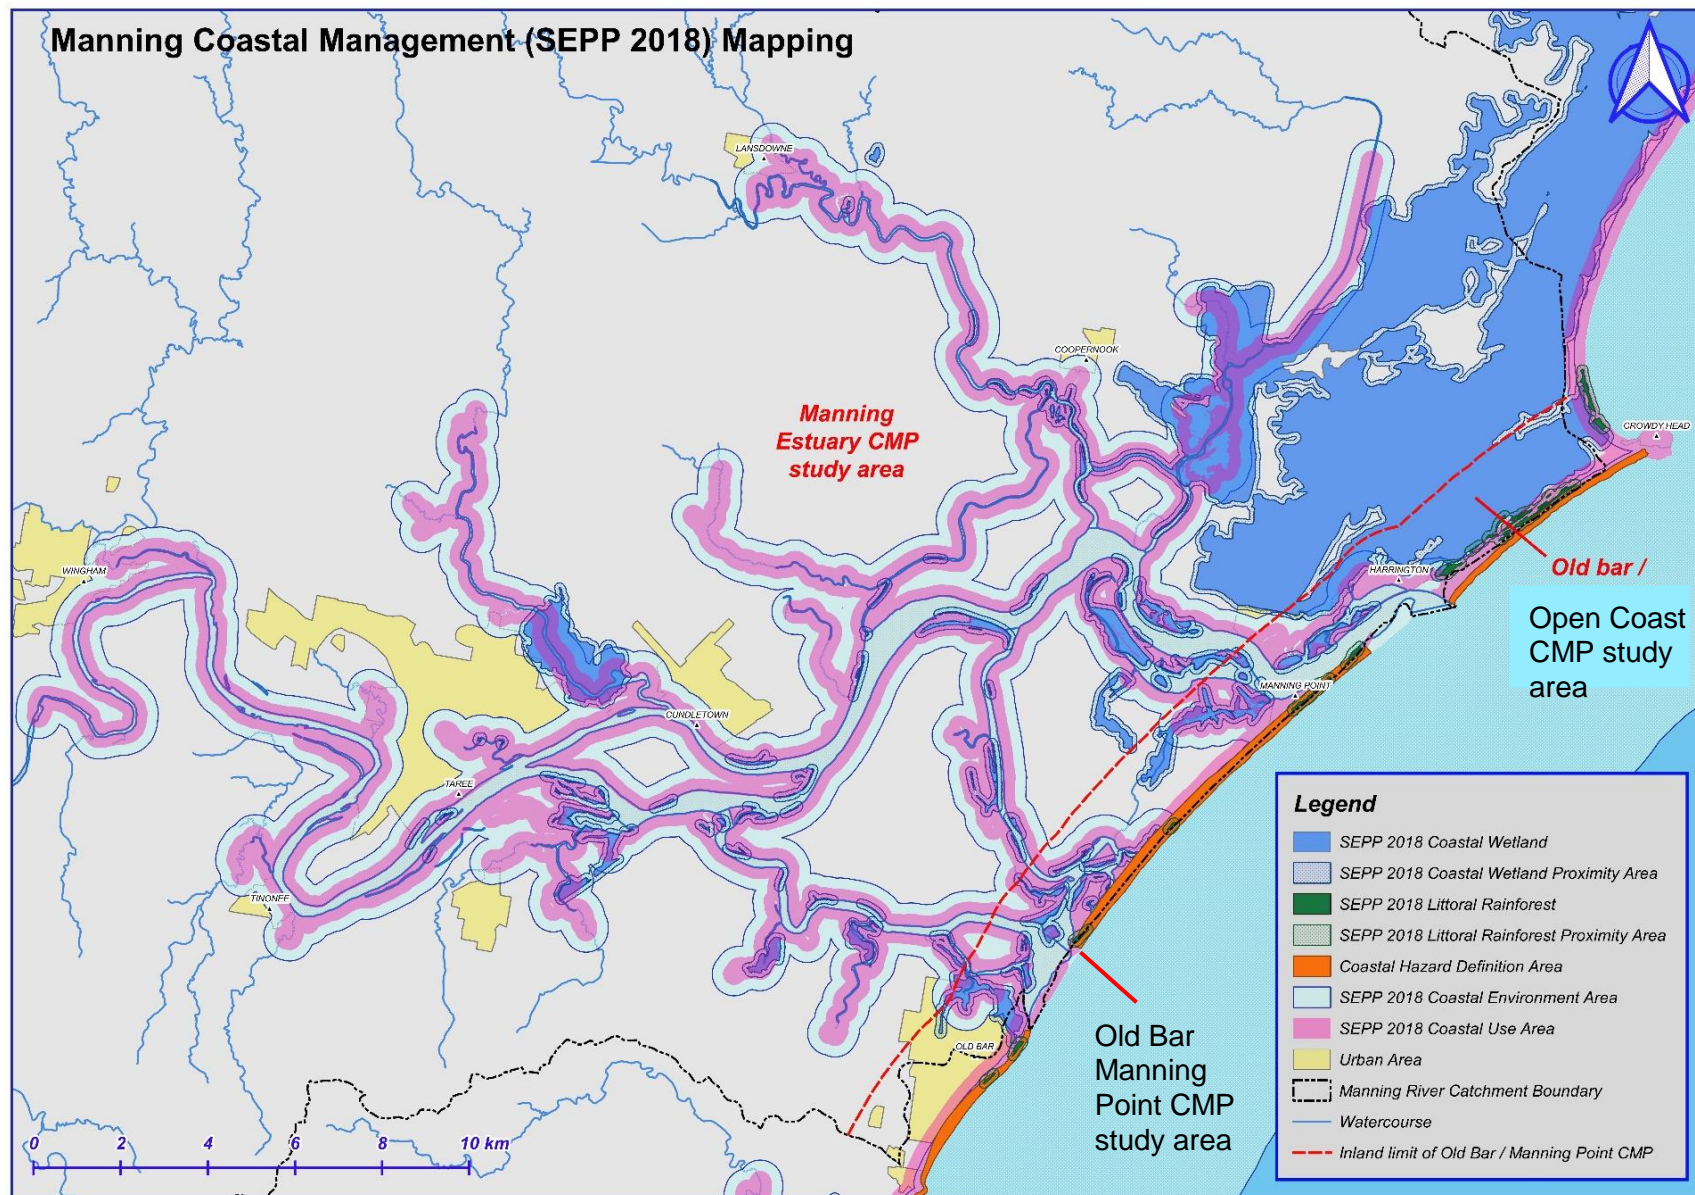 Manning Coastal Management (SEPP 2018) Mapping
LANSDOWNE
COOPERNOOK
Manning
Estuary CMP
study area
CROWDY HEAD
WINGHAM
HARRINGTON
Old bar /
Open Coast
CMP study
area
MANNING POINT
CUNDLETOWN
TAREE
TINONEE
OLD BAR
Old Bar
Manning
Point CMP
study area
0 2 4 6 8 10 km
Legend
SEPP 2018 Coastal Wetland
SEPP 2018 Coastal Wetland Proximity Area
SEPP 2018 Littoral Rainforest
SEPP 2018 Littoral Rainforest Proximity Area
Coastal Hazard Definition Area
SEPP 2018 Coastal Environment Area
SEPP 2018 Coastal Use Area
Urban Area
Manning River Catchment Boundary
Watercourse
Inland limit of Old Bar / Manning Point CMP